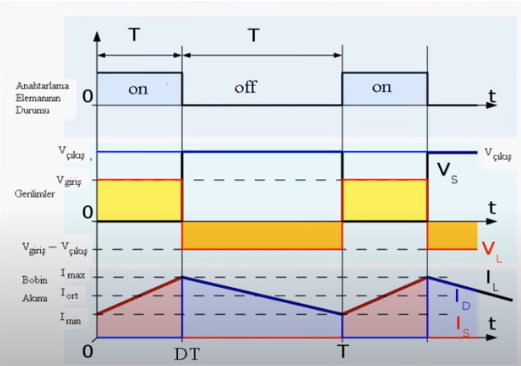 T T
Anahtarlama
Elemanının
Durumu
0 on off on t
Vçıkış Vçıkış
VS
Vgiriş
Gerilimler
0 t
Vgiriş − Vçıkış VL
Bobin Imax IL
Akımı Iort ID
Imin IS t
0 DT T